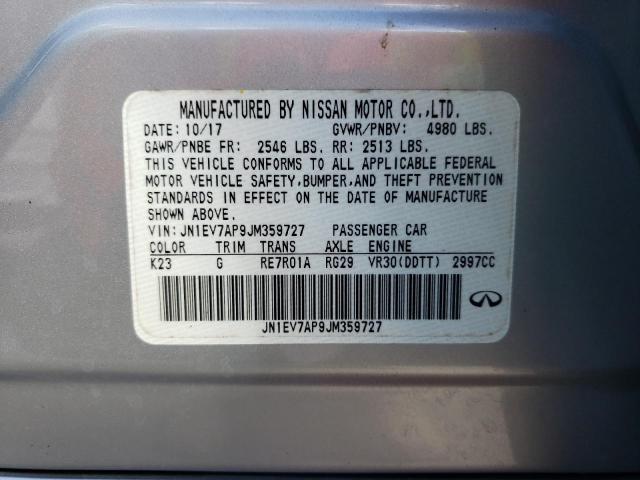 MANUFACTURED BY NISSAN MOTOR CO.,LTD.
DATE: 10/17 GVWR/PNBV: 4980 LBS.
GAWR/PNBE FR: 2546 LBS. RR: 2513 LBS.
THIS VEHICLE CONFORMS TO ALL APPLICABLE FEDERAL
MOTOR VEHICLE SAFETY, BUMPER, AND THEFT PREVENTION
STANDARDS IN EFFECT ON THE DATE OF MANUFACTURE
SHOWN ABOVE.
VIN: JN1EV7AP9JM359727 PASSENGER CAR
COLOR TRIM TRANS AXLE ENGINE
K23 G RE7R01A RG29 VR30(DDTT) 2997CC
JN1EV7AP9JM359727